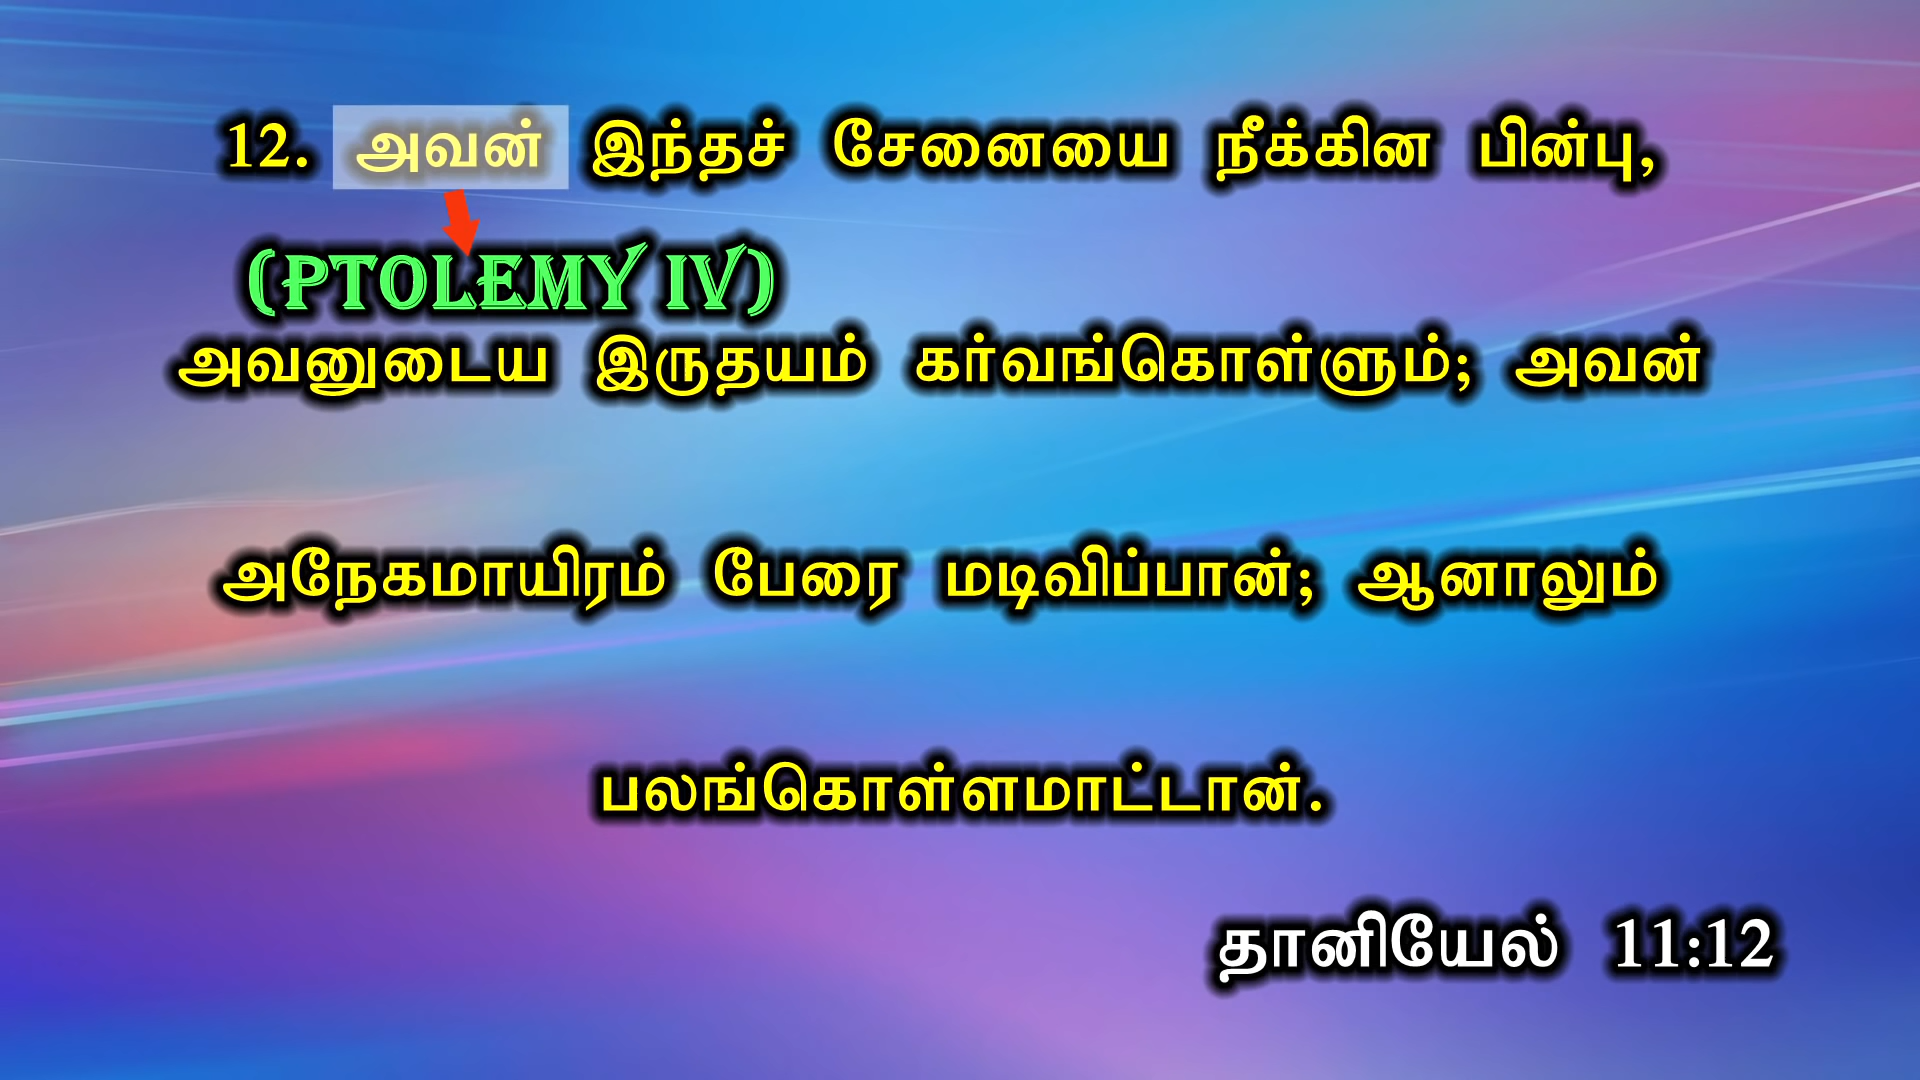 12. அவன் இந்தச் சேனையை நீக்கின பின்பு,
(PTOLEMY IV)
அவனுடைய இருதயம் கர்வங்கொள்ளும்; அவன்
அநேகமாயிரம் பேரை மடிவிப்பான்; ஆனாலும்
பலங்கொள்ளமாட்டான்.
தானியேல் 11:12